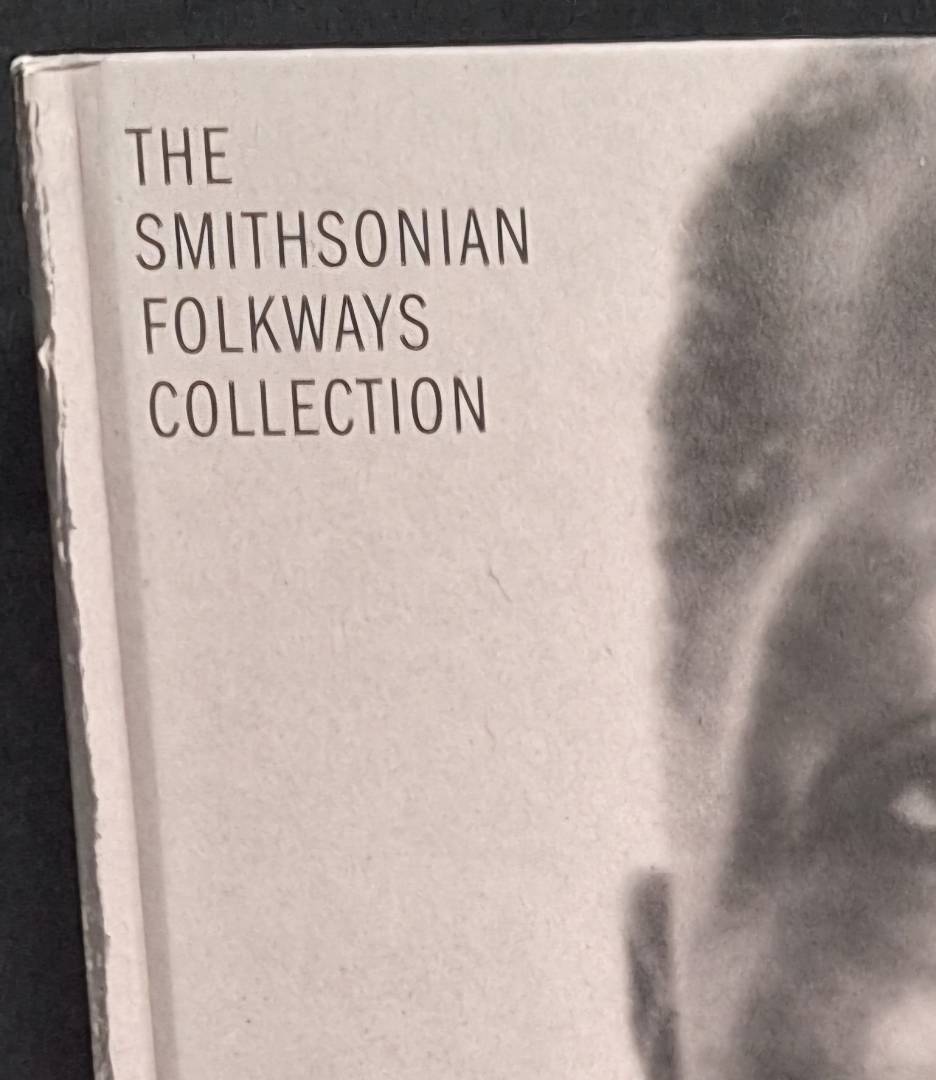 THE
SMITHSONIAN
FOLKWAYS
COLLECTION